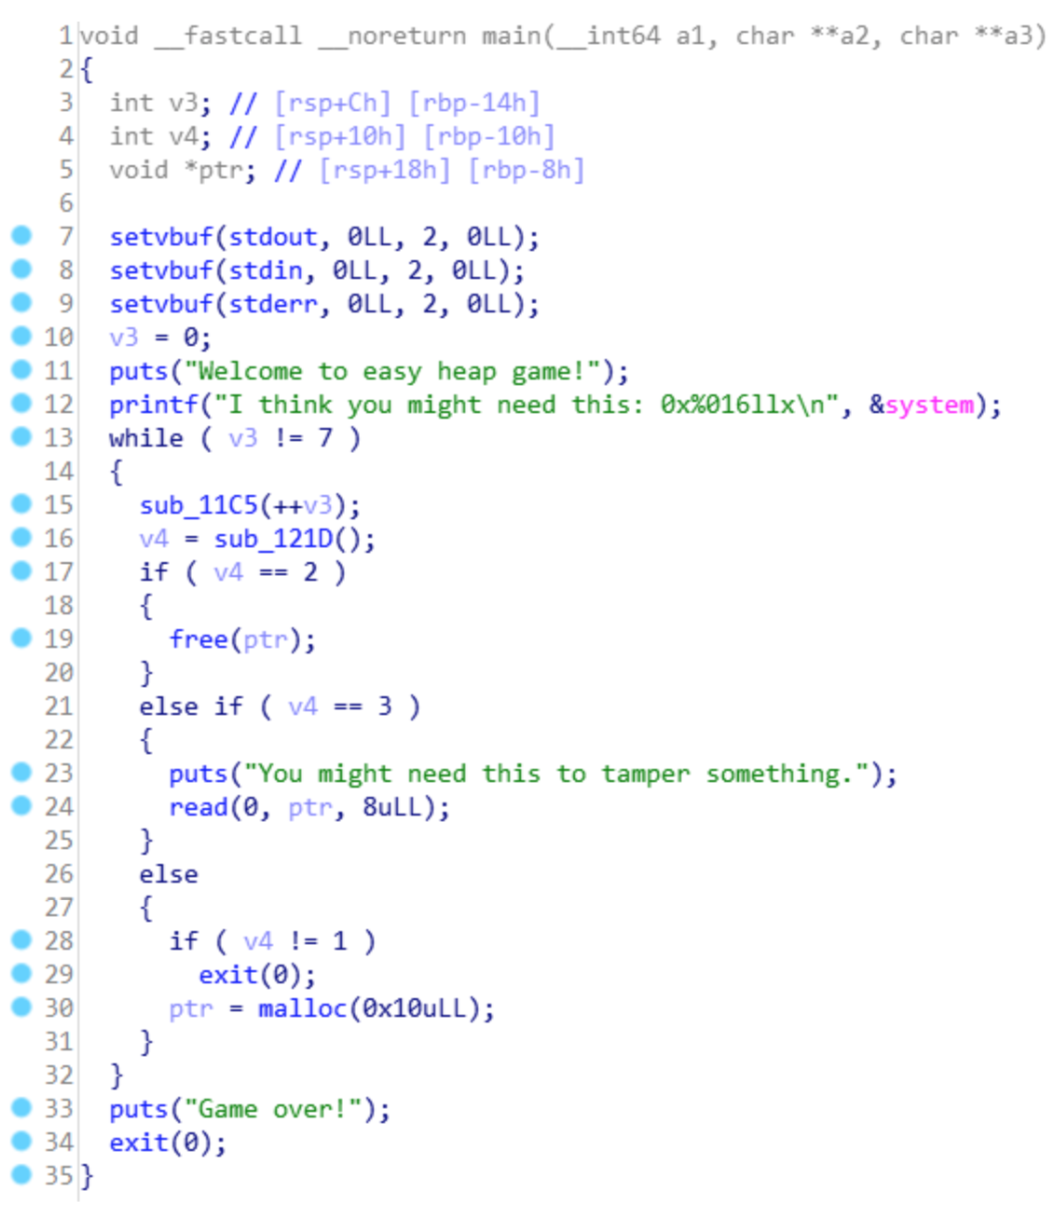 1 void __fastcall __noreturn main(__int64 a1, char **a2, char **a3)
2 {
3   int v3; // [rsp+Ch] [rbp-14h]
4   int v4; // [rsp+10h] [rbp-10h]
5   void *ptr; // [rsp+18h] [rbp-8h]
6
7   setvbuf(stdout, 0LL, 2, 0LL);
8   setvbuf(stdin, 0LL, 2, 0LL);
9   setvbuf(stderr, 0LL, 2, 0LL);
10   v3 = 0;
11   puts("Welcome to easy heap game!");
12   printf("I think you might need this: 0x%016llx\n", &system);
13   while ( v3 != 7 )
14   {
15     sub_11C5(++v3);
16     v4 = sub_121D();
17     if ( v4 == 2 )
18     {
19       free(ptr);
20     }
21     else if ( v4 == 3 )
22     {
23       puts("You might need this to tamper something.");
24       read(0, ptr, 8uLL);
25     }
26     else
27     {
28       if ( v4 != 1 )
29         exit(0);
30       ptr = malloc(0x10uLL);
31     }
32   }
33   puts("Game over!");
34   exit(0);
35 }